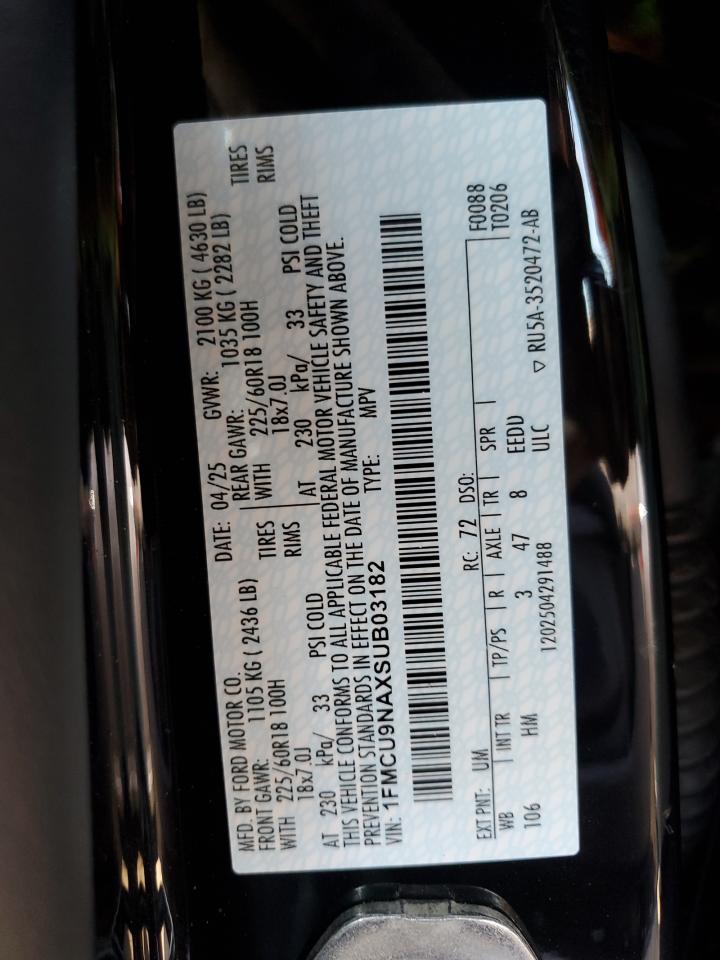 MFD. BY FORD MOTOR CO. DATE: 04/25 GVWR: 2100 KG ( 4630 LB)
FRONT GAWR: 1105 KG ( 2436 LB) REAR GAWR: 1035 KG ( 2282 LB)
WITH 225/60R18 100H TIRES WITH 225/60R18 100H TIRES
18x7.0J RIMS 18x7.0J RIMS
AT 230 kPa/ 33 PSI COLD AT 230 kPa/ 33 PSI COLD
THIS VEHICLE CONFORMS TO ALL APPLICABLE FEDERAL MOTOR VEHICLE SAFETY AND THEFT
PREVENTION STANDARDS IN EFFECT ON THE DATE OF MANUFACTURE SHOWN ABOVE.
VIN: 1FMCU9NAXSUB03182 TYPE: MPV
EXT PNT: UM RC: 72 DSO: F0088
WB INT TR TP/PS R AXLE TR SPR T0206
106 HM 3 47 8 EEDU
1202504291488 ULC ▽ RU5A-3520472-AB